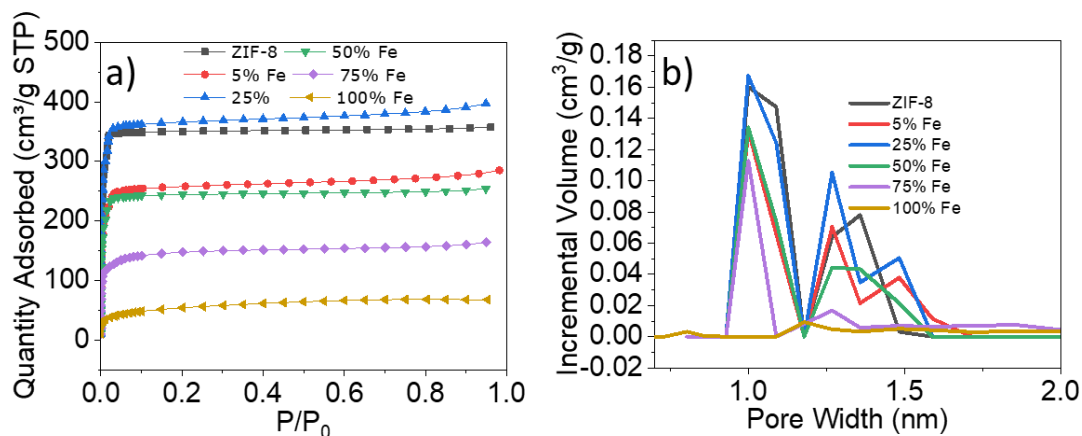 a)
ZIF-8 50% Fe
5% Fe 75% Fe
25% 100% Fe
Quantity Adsorbed (cm³/g STP)
500
400
300
200
100
0
0.0 0.2 0.4 0.6 0.8 1.0
P/P₀
b)
ZIF-8
5% Fe
25% Fe
50% Fe
75% Fe
100% Fe
Incremental Volume (cm³/g)
0.18
0.16
0.14
0.12
0.10
0.08
0.06
0.04
0.02
0.00
-0.02
1.0 1.5 2.0
Pore Width (nm)